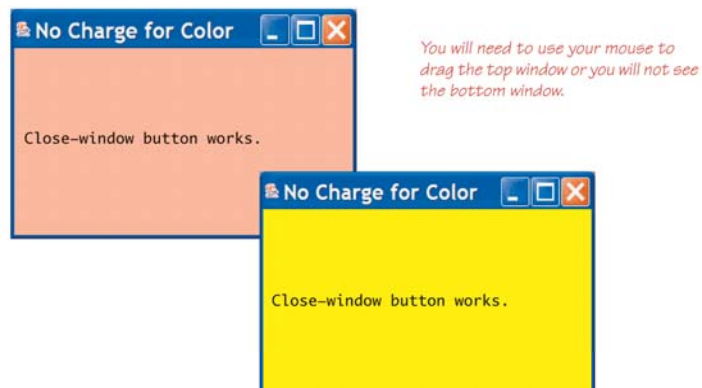 No Charge for Color
Close-window button works.
You will need to use your mouse to
drag the top window or you will not see
the bottom window.
No Charge for Color
Close-window button works.